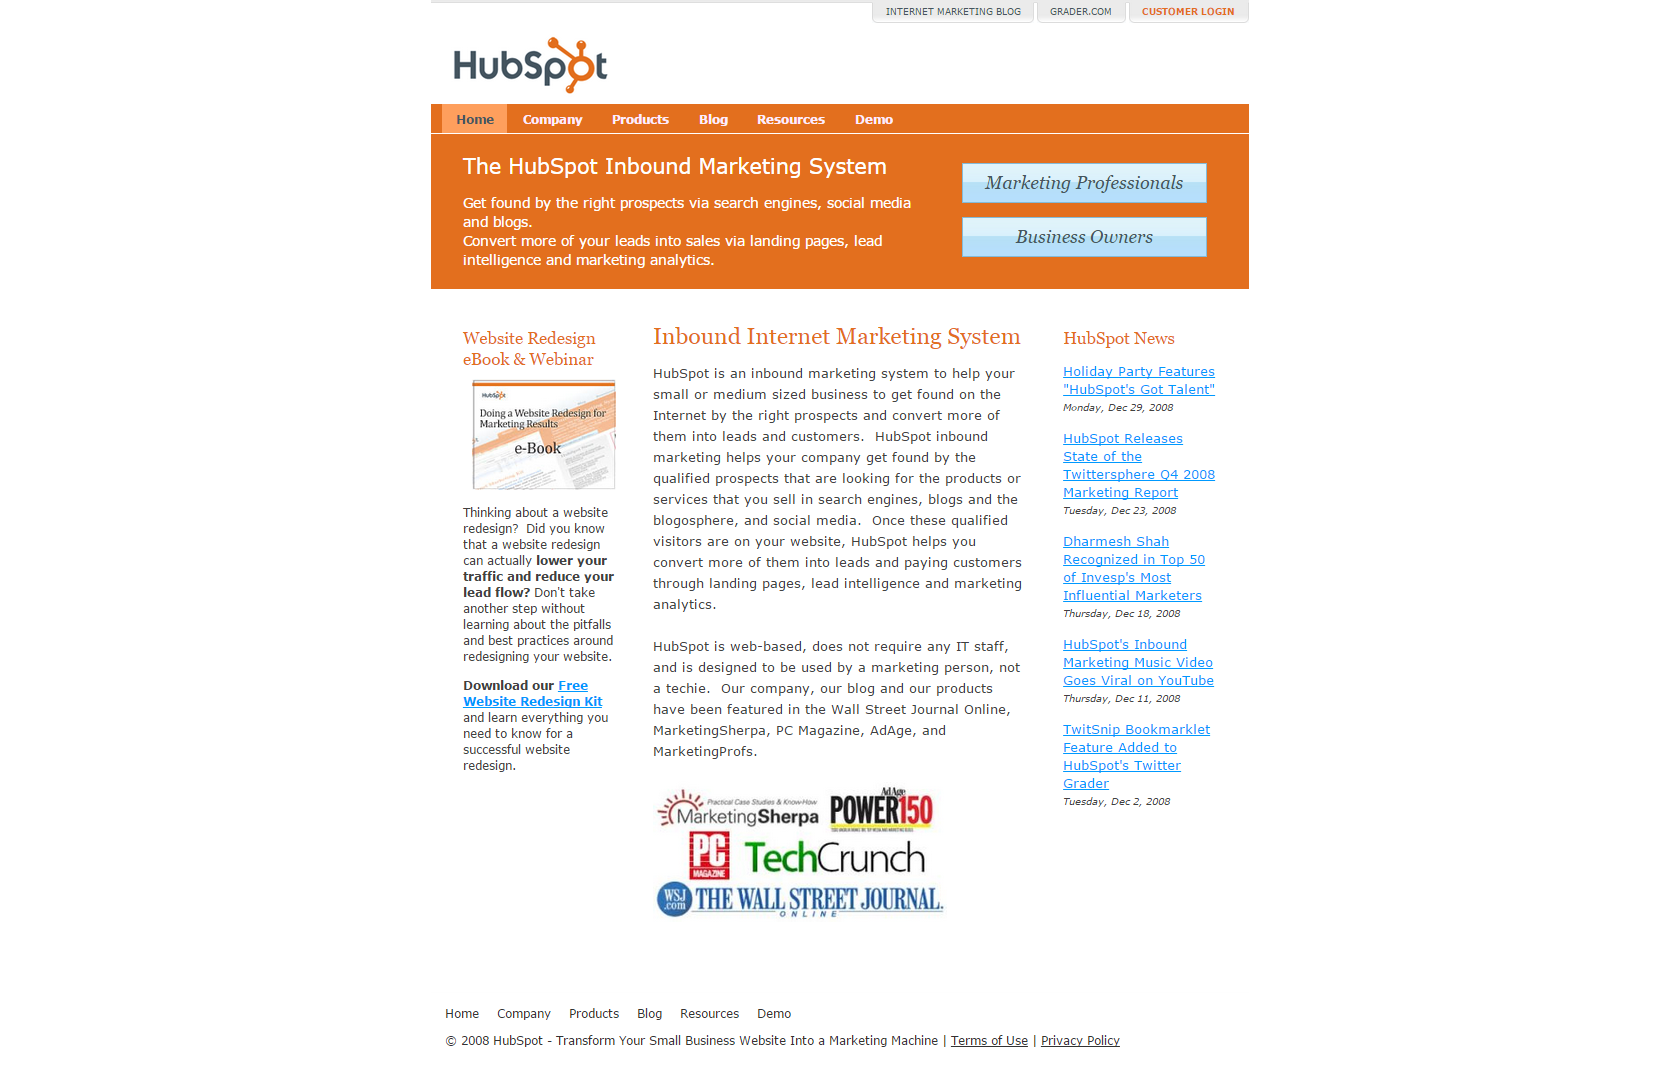 INTERNET MARKETING BLOG
GRADER.COM
CUSTOMER LOGIN
HubSpot
Home
Company
Products
Blog
Resources
Demo
The HubSpot Inbound Marketing System
Get found by the right prospects via search engines, social media
and blogs.
Convert more of your leads into sales via landing pages, lead
intelligence and marketing analytics.
Marketing Professionals
Business Owners
Website Redesign
eBook & Webinar
HubSpot
Doing a Website Redesign for
Marketing Results
e-Book
Thinking about a website
redesign?  Did you know
that a website redesign
can actually lower your
traffic and reduce your
lead flow? Don't take
another step without
learning about the pitfalls
and best practices around
redesigning your website.
Download our Free
Website Redesign Kit
and learn everything you
need to know for a
successful website
redesign.
Inbound Internet Marketing System
HubSpot is an inbound marketing system to help your
small or medium sized business to get found on the
Internet by the right prospects and convert more of
them into leads and customers.  HubSpot inbound
marketing helps your company get found by the
qualified prospects that are looking for the products or
services that you sell in search engines, blogs and the
blogosphere, and social media.  Once these qualified
visitors are on your website, HubSpot helps you
convert more of them into leads and paying customers
through landing pages, lead intelligence and marketing
analytics.
HubSpot is web-based, does not require any IT staff,
and is designed to be used by a marketing person, not
a techie.  Our company, our blog and our products
have been featured in the Wall Street Journal Online,
MarketingSherpa, PC Magazine, AdAge, and
MarketingProfs.
Practical Case Studies & Know-How
MarketingSherpa
AdAge
POWER150
PC
MAGAZINE
TechCrunch
WSJ
.com
THE WALL STREET JOURNAL.
ONLINE
HubSpot News
Holiday Party Features
"HubSpot's Got Talent"
Monday, Dec 29, 2008
HubSpot Releases
State of the
Twittersphere Q4 2008
Marketing Report
Tuesday, Dec 23, 2008
Dharmesh Shah
Recognized in Top 50
of Invesp's Most
Influential Marketers
Thursday, Dec 18, 2008
HubSpot's Inbound
Marketing Music Video
Goes Viral on YouTube
Thursday, Dec 11, 2008
TwitSnip Bookmarklet
Feature Added to
HubSpot's Twitter
Grader
Tuesday, Dec 2, 2008
Home
Company
Products
Blog
Resources
Demo
© 2008 HubSpot - Transform Your Small Business Website Into a Marketing Machine | Terms of Use | Privacy Policy